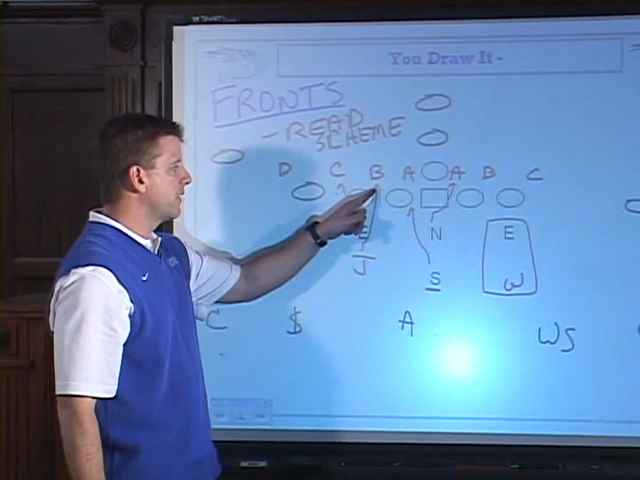 You Draw It -
FRONTS
- READ
SCHEME
D C B A A B C
E N E
J S W
C $ A WS